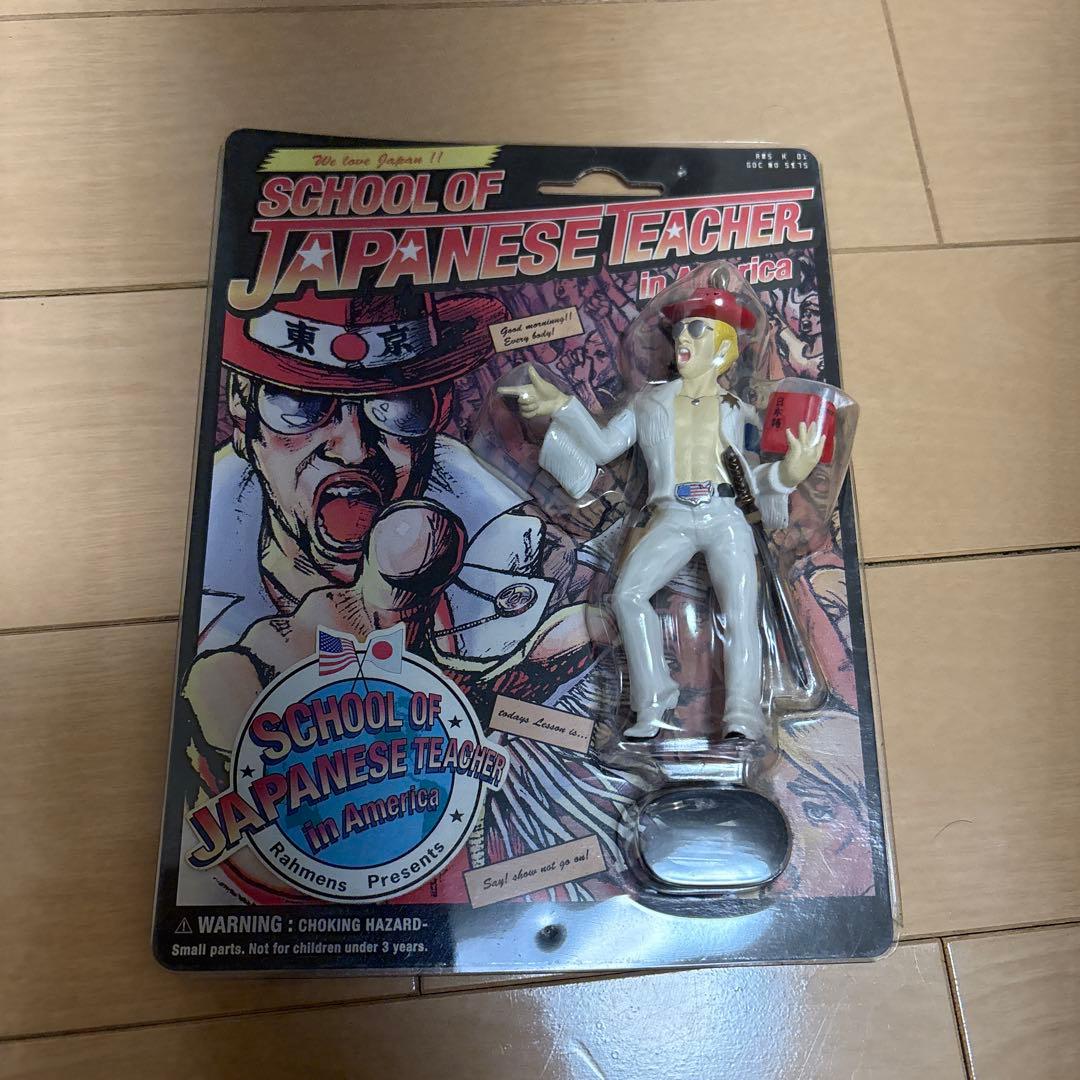 We love Japan !!
SCHOOL OF
JAPANESE TEACHER
in America
東京
Good morninng!!
Every body!
日本語
todays Lesson is...
Say! show not go on!
SCHOOL OF
JAPANESE TEACHER
in America
Rahmens Presents
⚠ WARNING : CHOKING HAZARD-
Small parts. Not for children under 3 years.